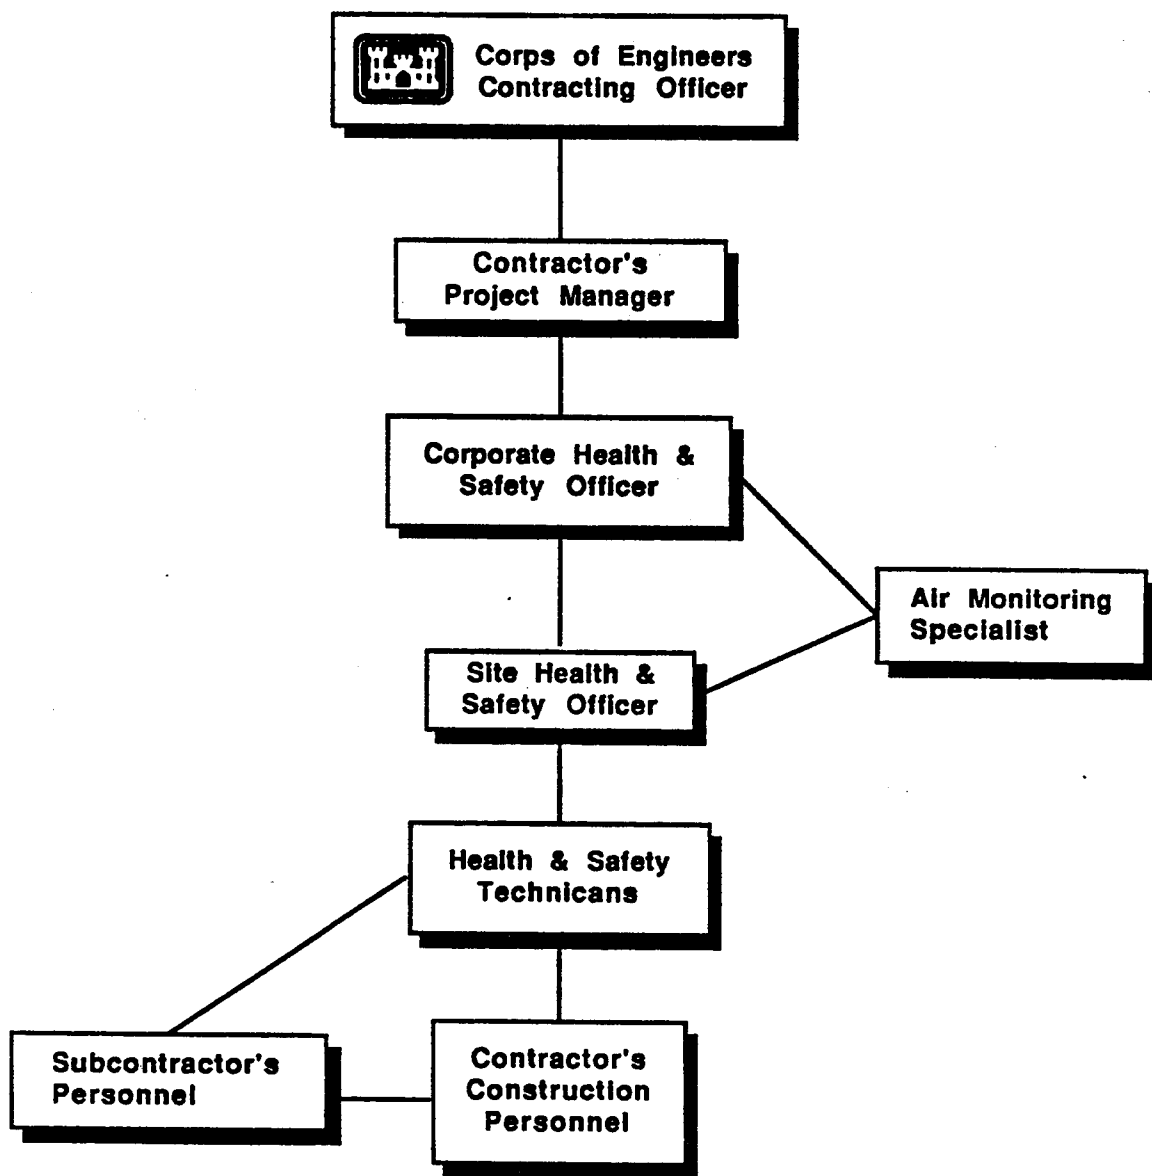 Corps of Engineers
Contracting Officer
Contractor's
Project Manager
Corporate Health &
Safety Officer
Air Monitoring
Specialist
Site Health &
Safety Officer
Health & Safety
Technicans
Subcontractor's
Personnel
Contractor's
Construction
Personnel